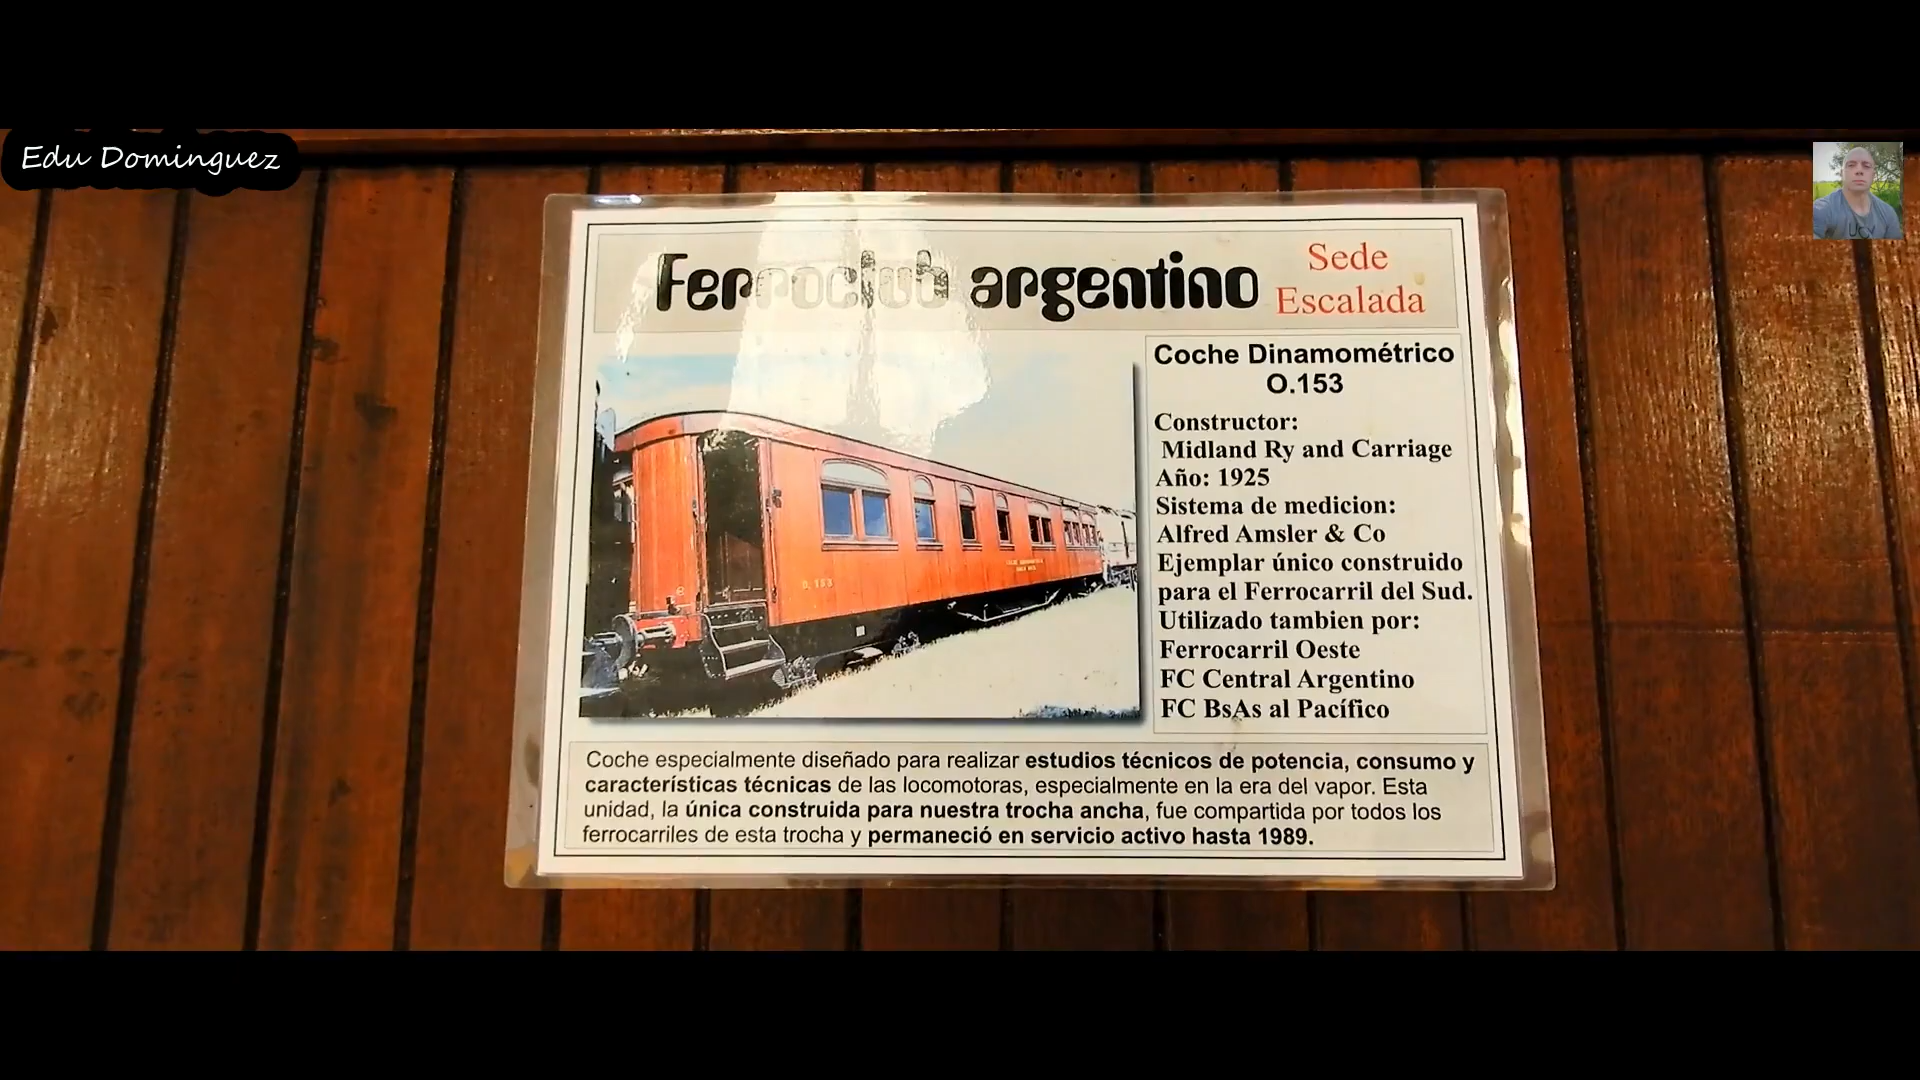 Edu Dominguez
Ferroclub argentino
Sede
Escalada
Coche Dinamométrico
O.153
Constructor:
Midland Ry and Carriage
Año: 1925
Sistema de medicion:
Alfred Amsler & Co
Ejemplar único construido
para el Ferrocarril del Sud.
Utilizado tambien por:
Ferrocarril Oeste
FC Central Argentino
FC BsAs al Pacífico
O.153
Coche especialmente diseñado para realizar estudios técnicos de potencia, consumo y
características técnicas de las locomotoras, especialmente en la era del vapor. Esta
unidad, la única construida para nuestra trocha ancha, fue compartida por todos los
ferrocarriles de esta trocha y permaneció en servicio activo hasta 1989.